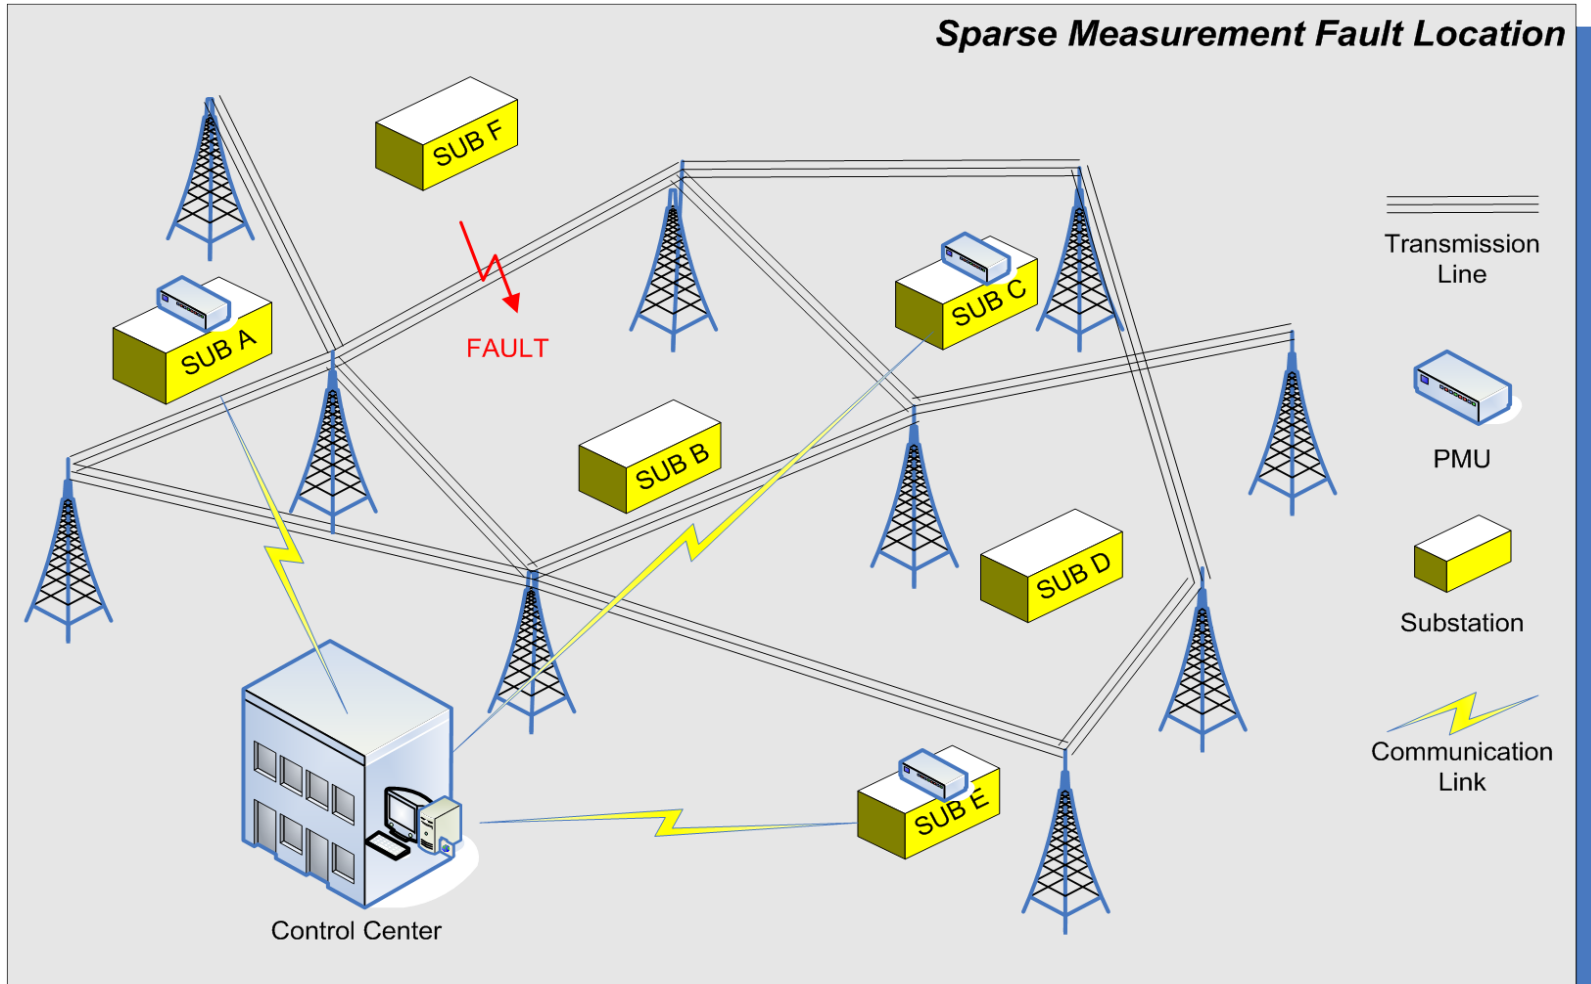 Sparse Measurement Fault Location
SUB F
SUB A
FAULT
SUB C
SUB B
SUB D
SUB E
Control Center
Transmission
Line
PMU
Substation
Communication
Link